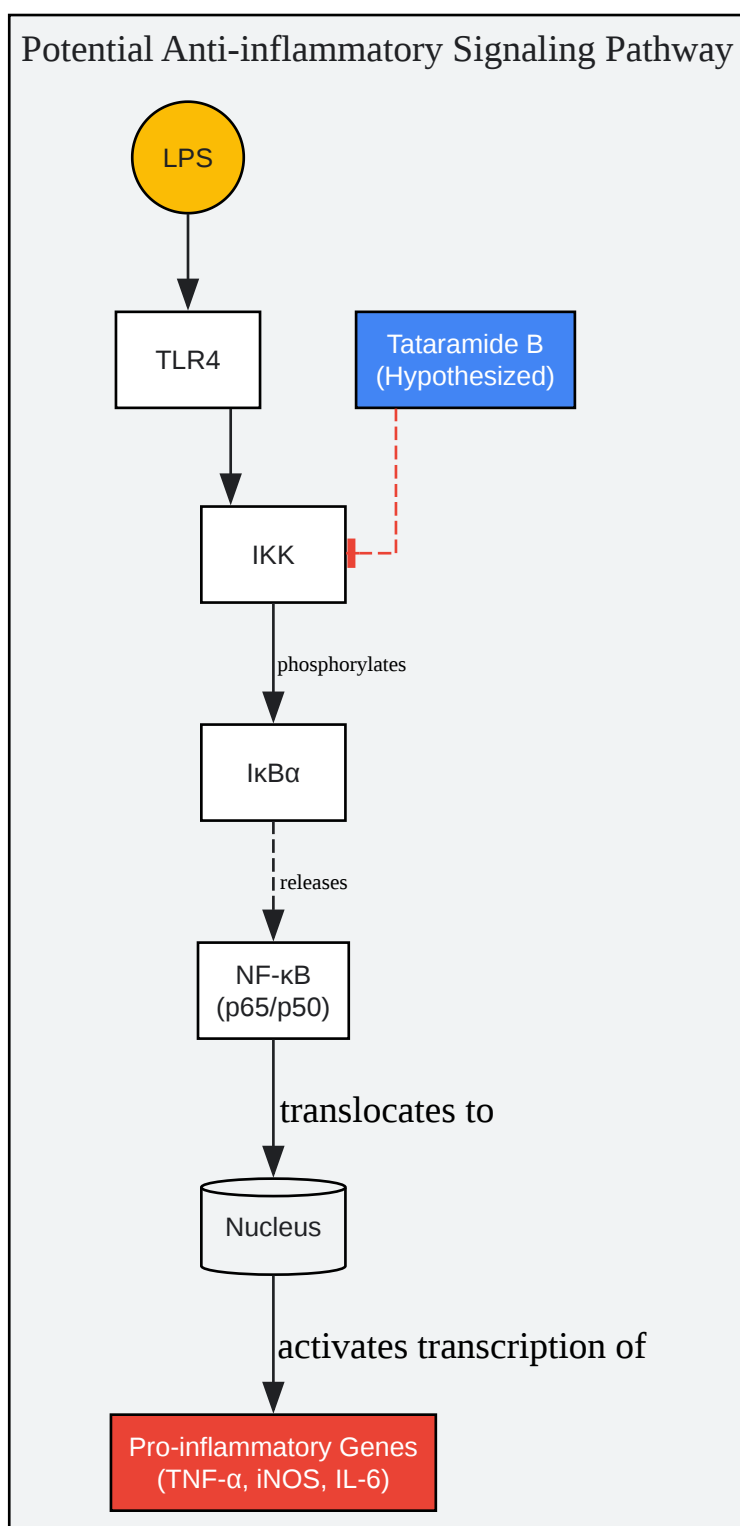 Potential Anti-inflammatory Signaling Pathway
LPS
TLR4
Tataramide B
(Hypothesized)
IKK
phosphorylates
IκBα
releases
NF-κB
(p65/p50)
translocates to
Nucleus
activates transcription of
Pro-inflammatory Genes
(TNF-α, iNOS, IL-6)